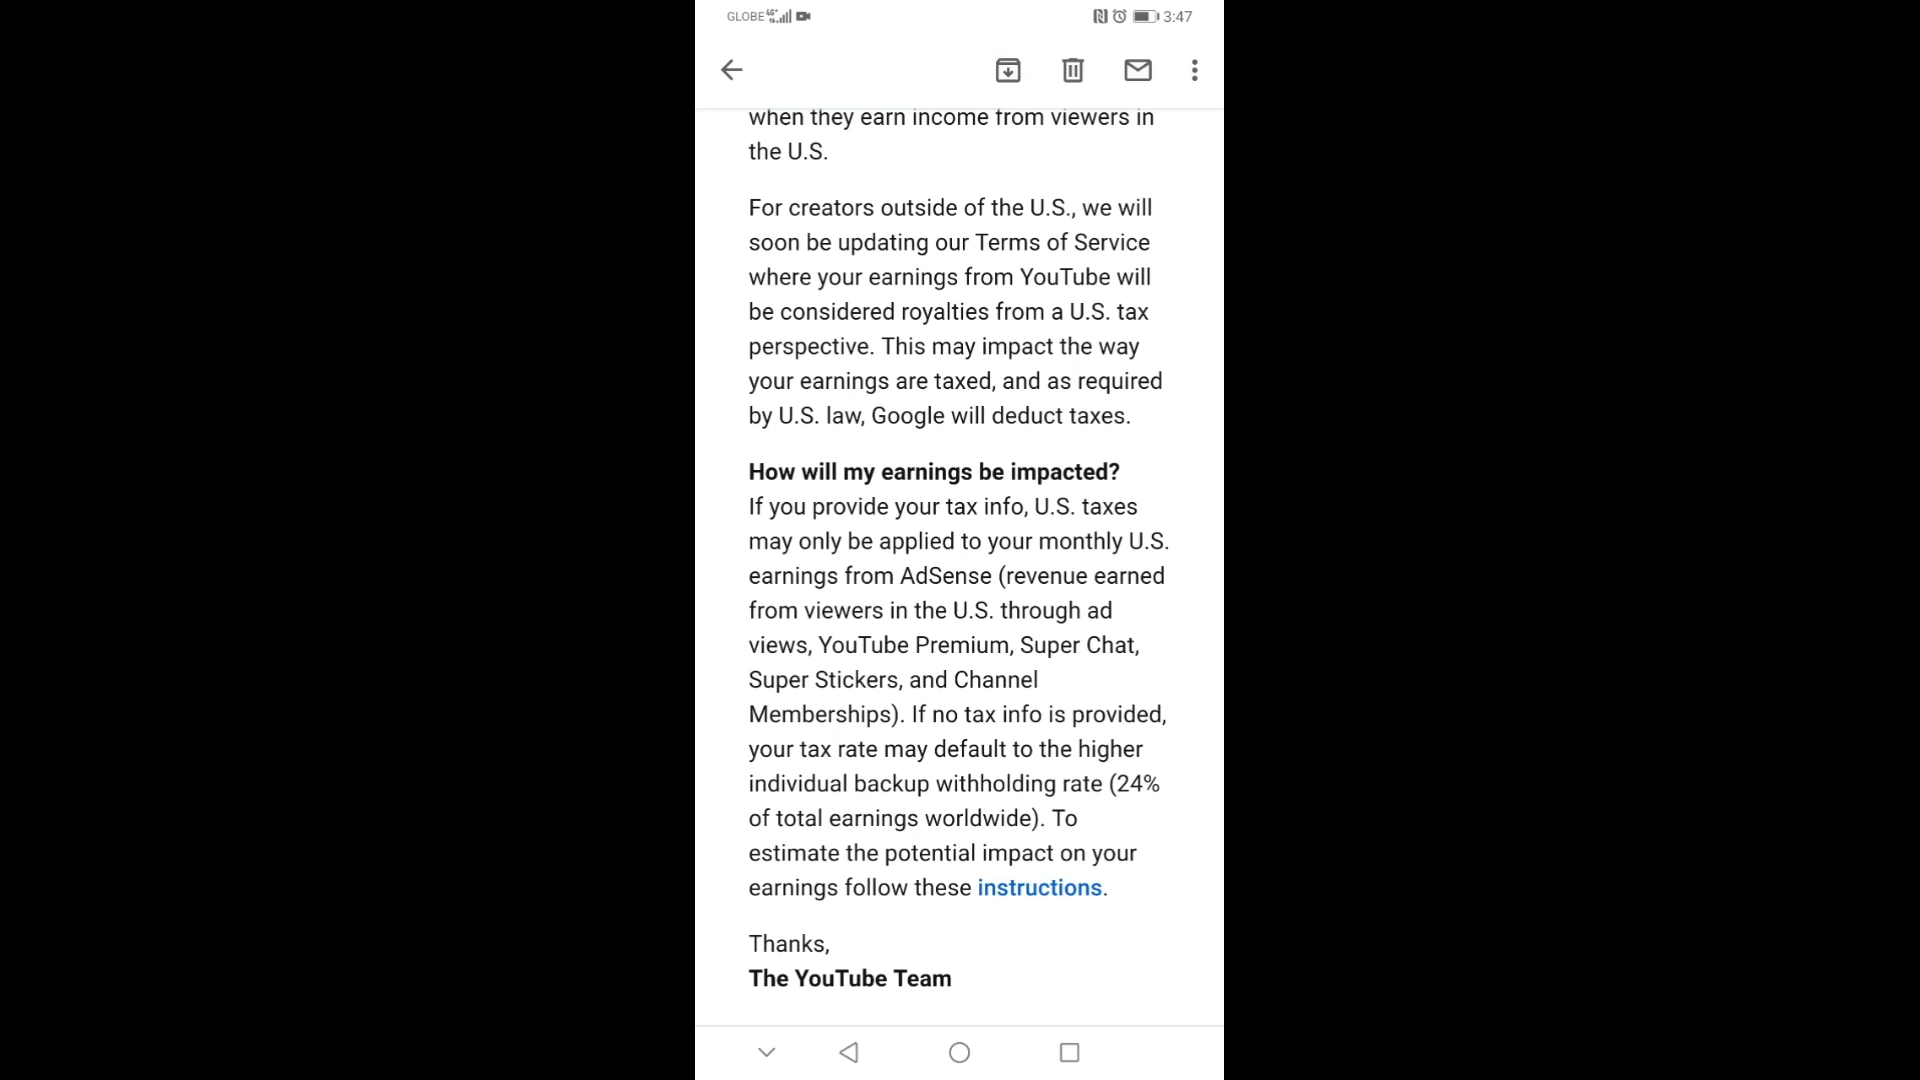 GLOBE 3:47
when they earn income from viewers in
the U.S.
For creators outside of the U.S., we will
soon be updating our Terms of Service
where your earnings from YouTube will
be considered royalties from a U.S. tax
perspective. This may impact the way
your earnings are taxed, and as required
by U.S. law, Google will deduct taxes.
How will my earnings be impacted?
If you provide your tax info, U.S. taxes
may only be applied to your monthly U.S.
earnings from AdSense (revenue earned
from viewers in the U.S. through ad
views, YouTube Premium, Super Chat,
Super Stickers, and Channel
Memberships). If no tax info is provided,
your tax rate may default to the higher
individual backup withholding rate (24%
of total earnings worldwide). To
estimate the potential impact on your
earnings follow these instructions.
Thanks,
The YouTube Team